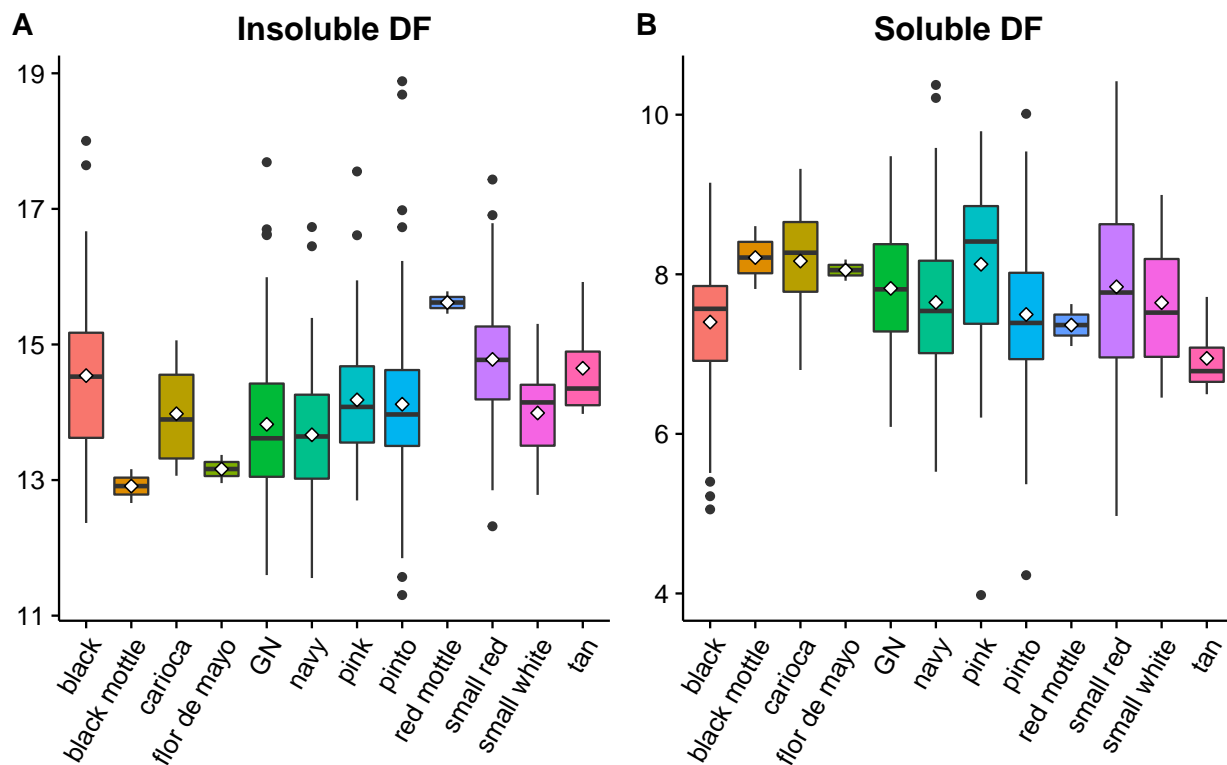 A
Insoluble DF
19
17
15
13
11
black
black mottle
carioca
flor de mayo
GN
navy
pink
pinto
red mottle
small red
small white
tan
B
Soluble DF
10
8
6
4
black
black mottle
carioca
flor de mayo
GN
navy
pink
pinto
red mottle
small red
small white
tan